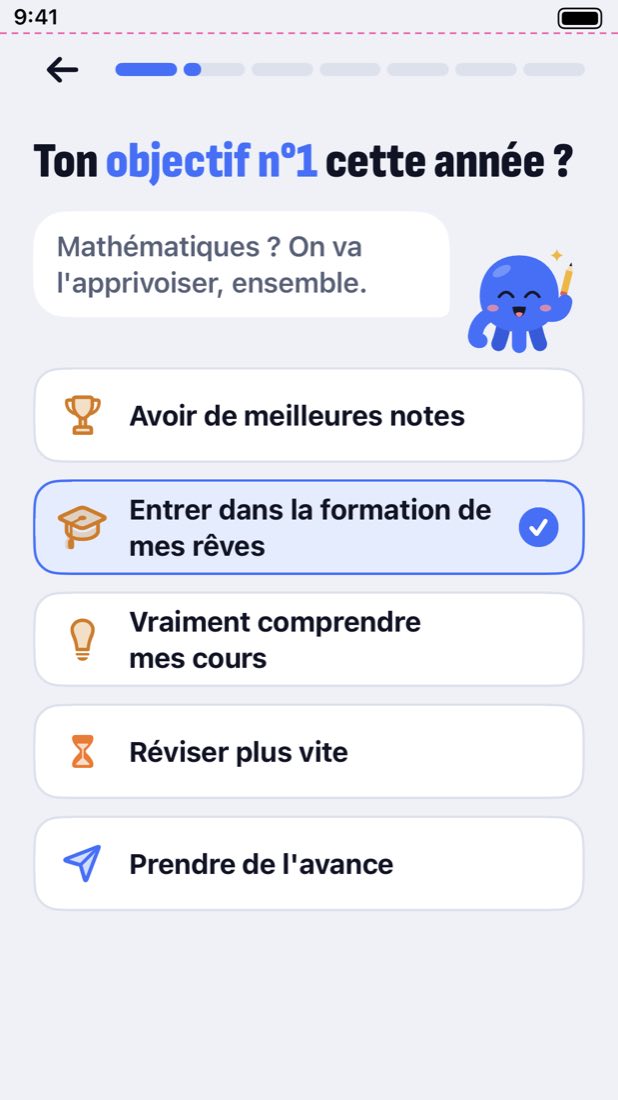 9:41
Ton objectif n°1 cette année ?
Mathématiques ? On va
l'apprivoiser, ensemble.
Avoir de meilleures notes
Entrer dans la formation de
mes rêves
Vraiment comprendre
mes cours
Réviser plus vite
Prendre de l'avance